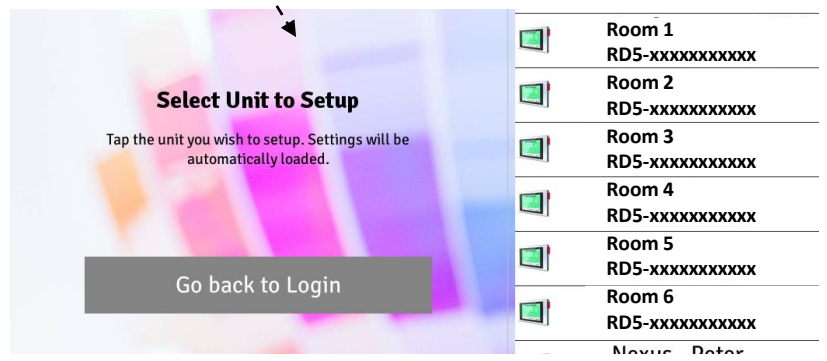 Select Unit to Setup
Tap the unit you wish to setup. Settings will be
automatically loaded.
Go back to Login
Room 1
RD5-xxxxxxxxxxx
Room 2
RD5-xxxxxxxxxxx
Room 3
RD5-xxxxxxxxxxx
Room 4
RD5-xxxxxxxxxxx
Room 5
RD5-xxxxxxxxxxx
Room 6
RD5-xxxxxxxxxxx
Nexus - Peter